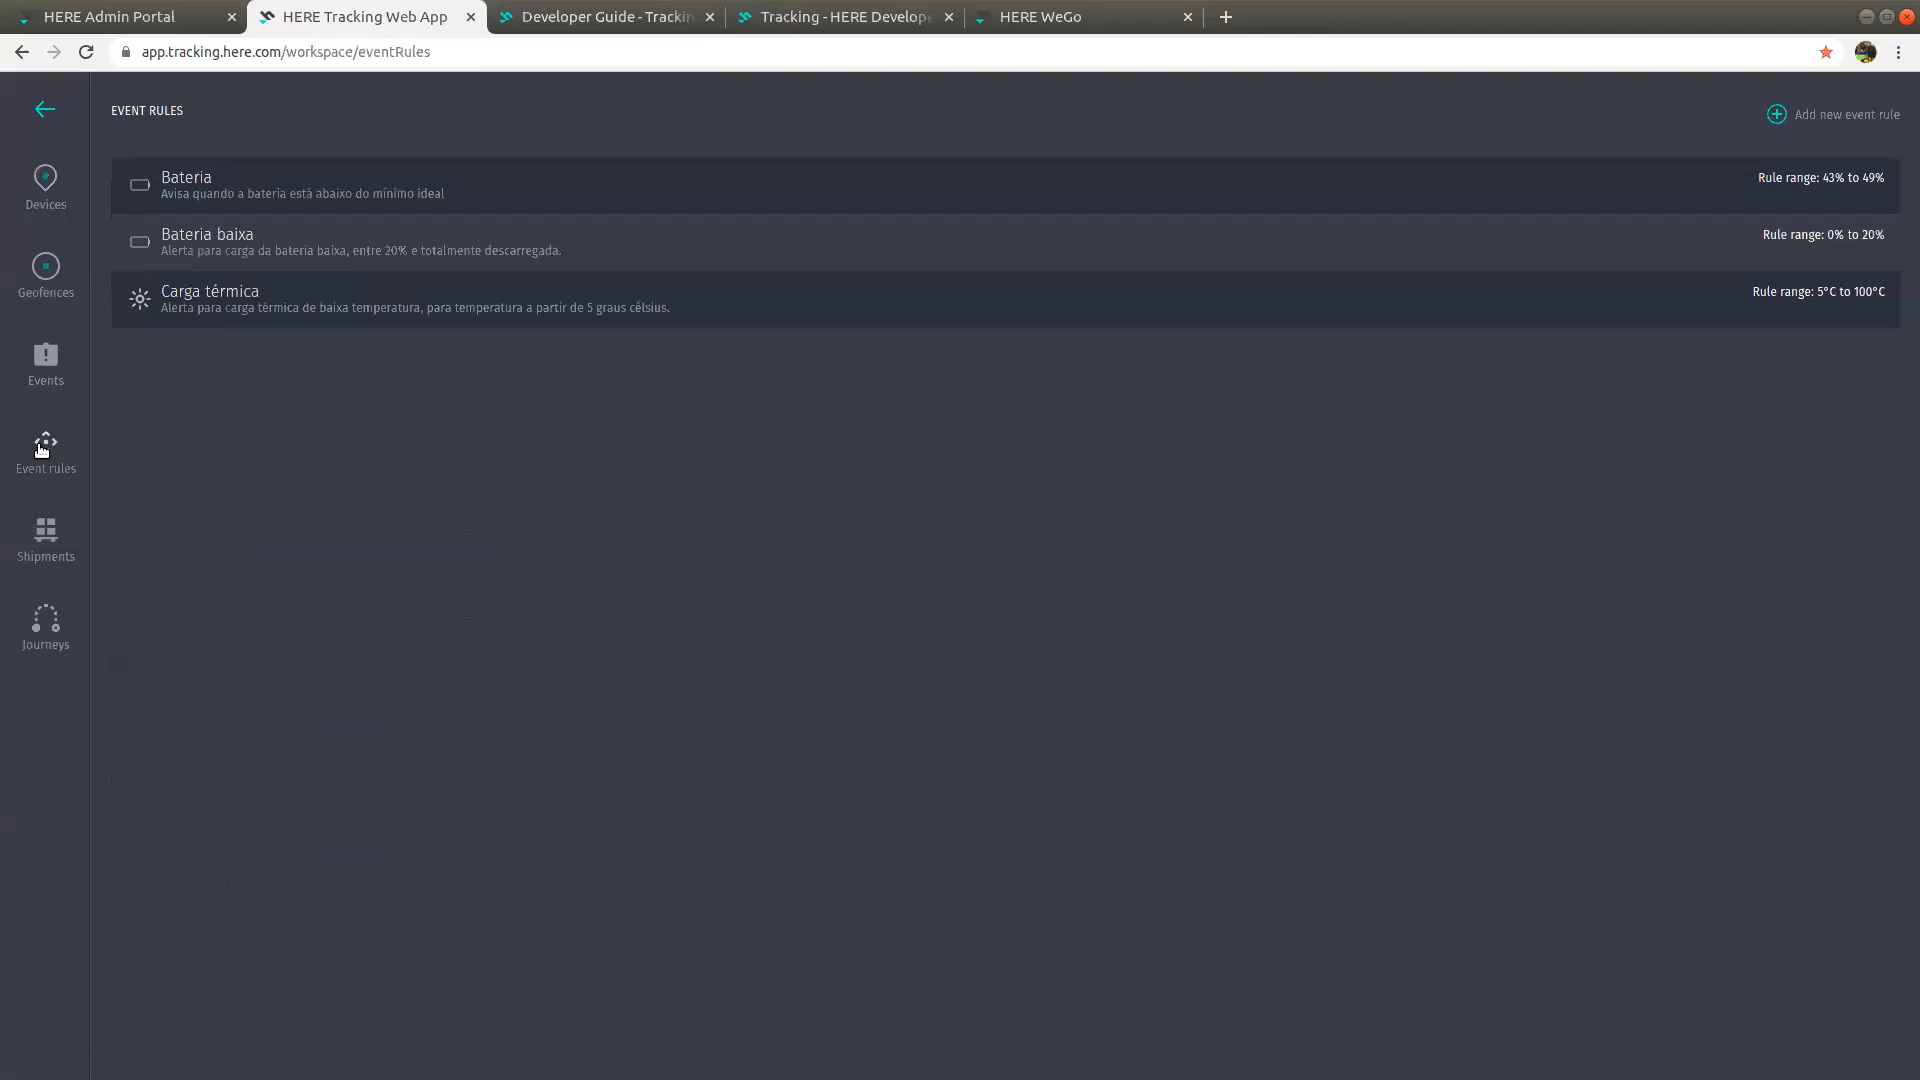 HERE Admin Portal
HERE Tracking Web App
Developer Guide - Trackin
Tracking - HERE Develope
HERE WeGo
app.tracking.here.com/workspace/eventRules
EVENT RULES
Add new event rule
Devices
Geofences
Events
Event rules
Shipments
Journeys
Bateria
Avisa quando a bateria está abaixo do mínimo ideal
Rule range: 43% to 49%
Bateria baixa
Alerta para carga da bateria baixa, entre 20% e totalmente descarregada.
Rule range: 0% to 20%
Carga térmica
Alerta para carga térmica de baixa temperatura, para temperatura a partir de 5 graus célsius.
Rule range: 5°C to 100°C